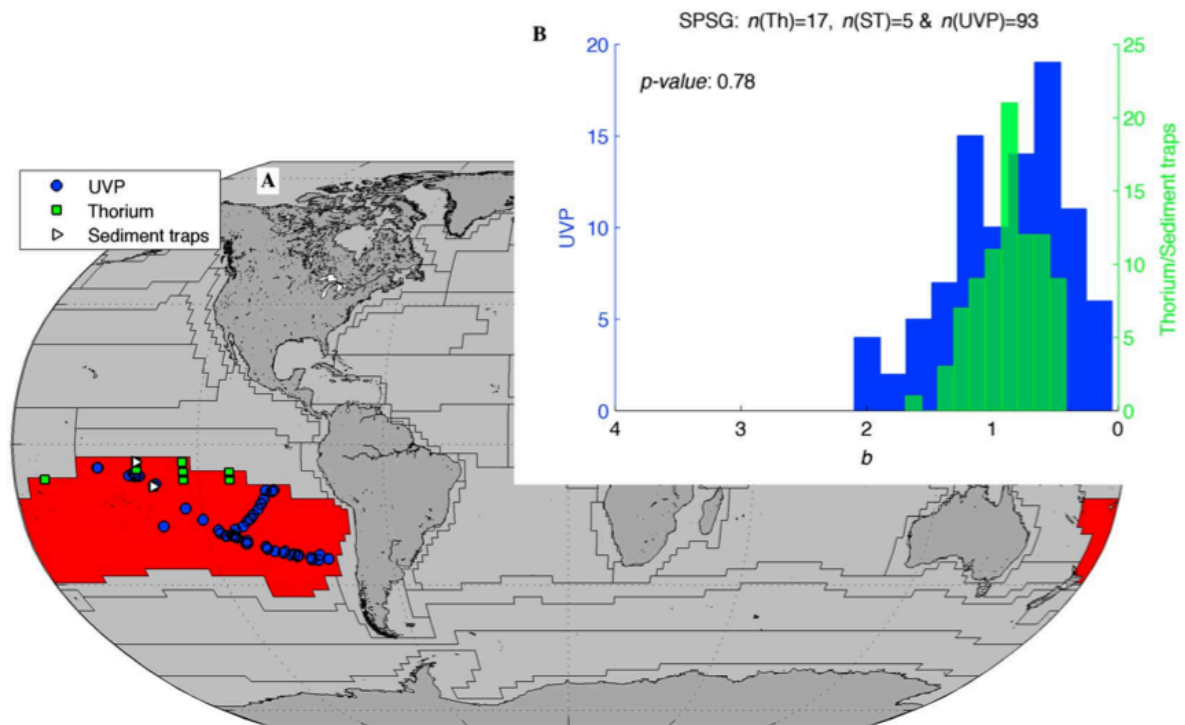 SPSG: n(Th)=17, n(ST)=5 & n(UVP)=93
B
p-value: 0.78
20
15
10
5
0
UVP
25
20
15
10
5
0
Thorium/Sediment traps
4
3
2
1
0
b
A
UVP
Thorium
Sediment traps